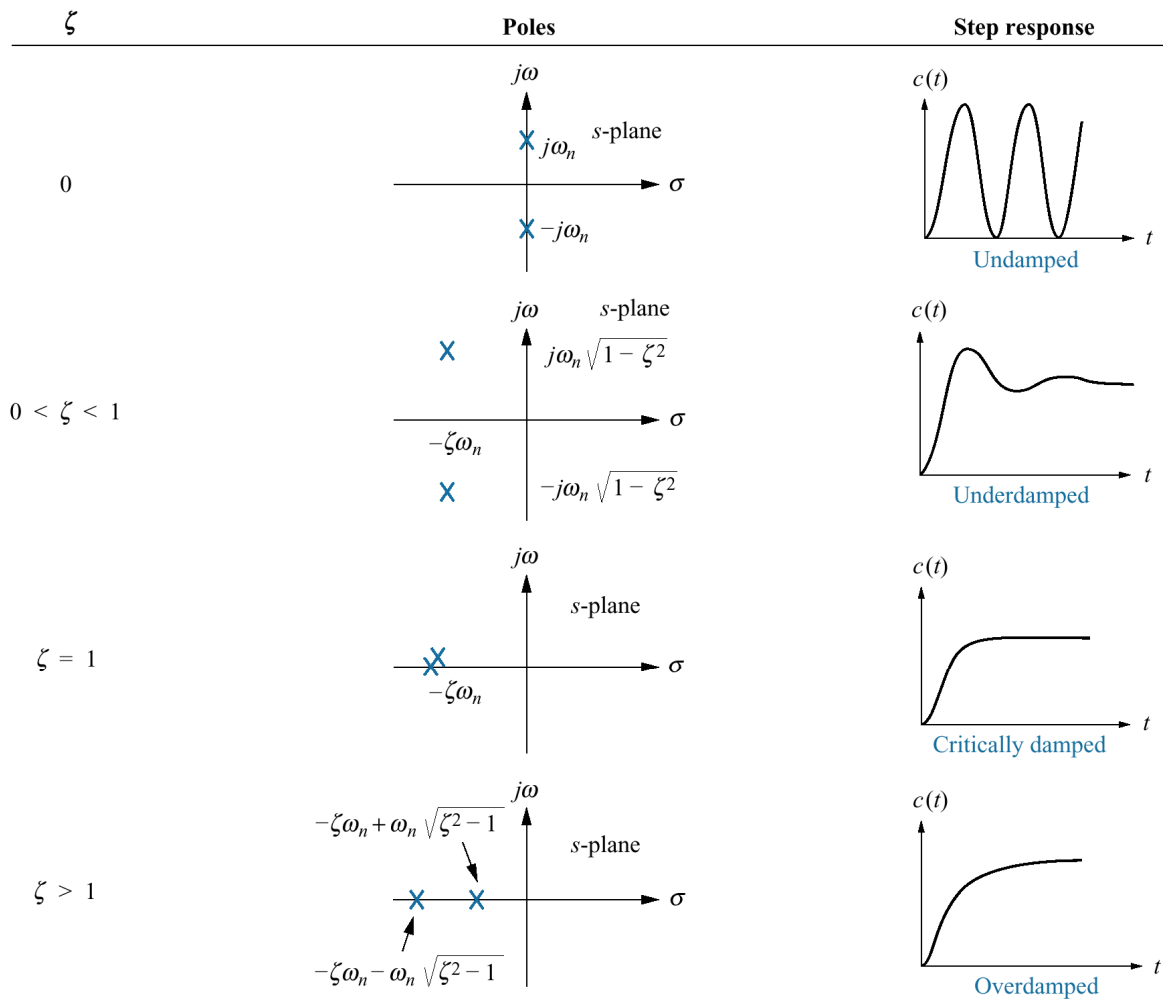 ζ Poles Step response
jω
c(t)
s-plane
jωₙ
0
σ
−jωₙ
t
Undamped
jω
s-plane
c(t)
jωₙ√(1 − ζ²)
0 < ζ < 1
σ
−ζωₙ
−jωₙ√(1 − ζ²)
t
Underdamped
jω
c(t)
s-plane
ζ = 1
σ
−ζωₙ
t
Critically damped
jω
c(t)
−ζωₙ + ωₙ√(ζ² − 1)
s-plane
ζ > 1
σ
−ζωₙ − ωₙ√(ζ² − 1)
t
Overdamped